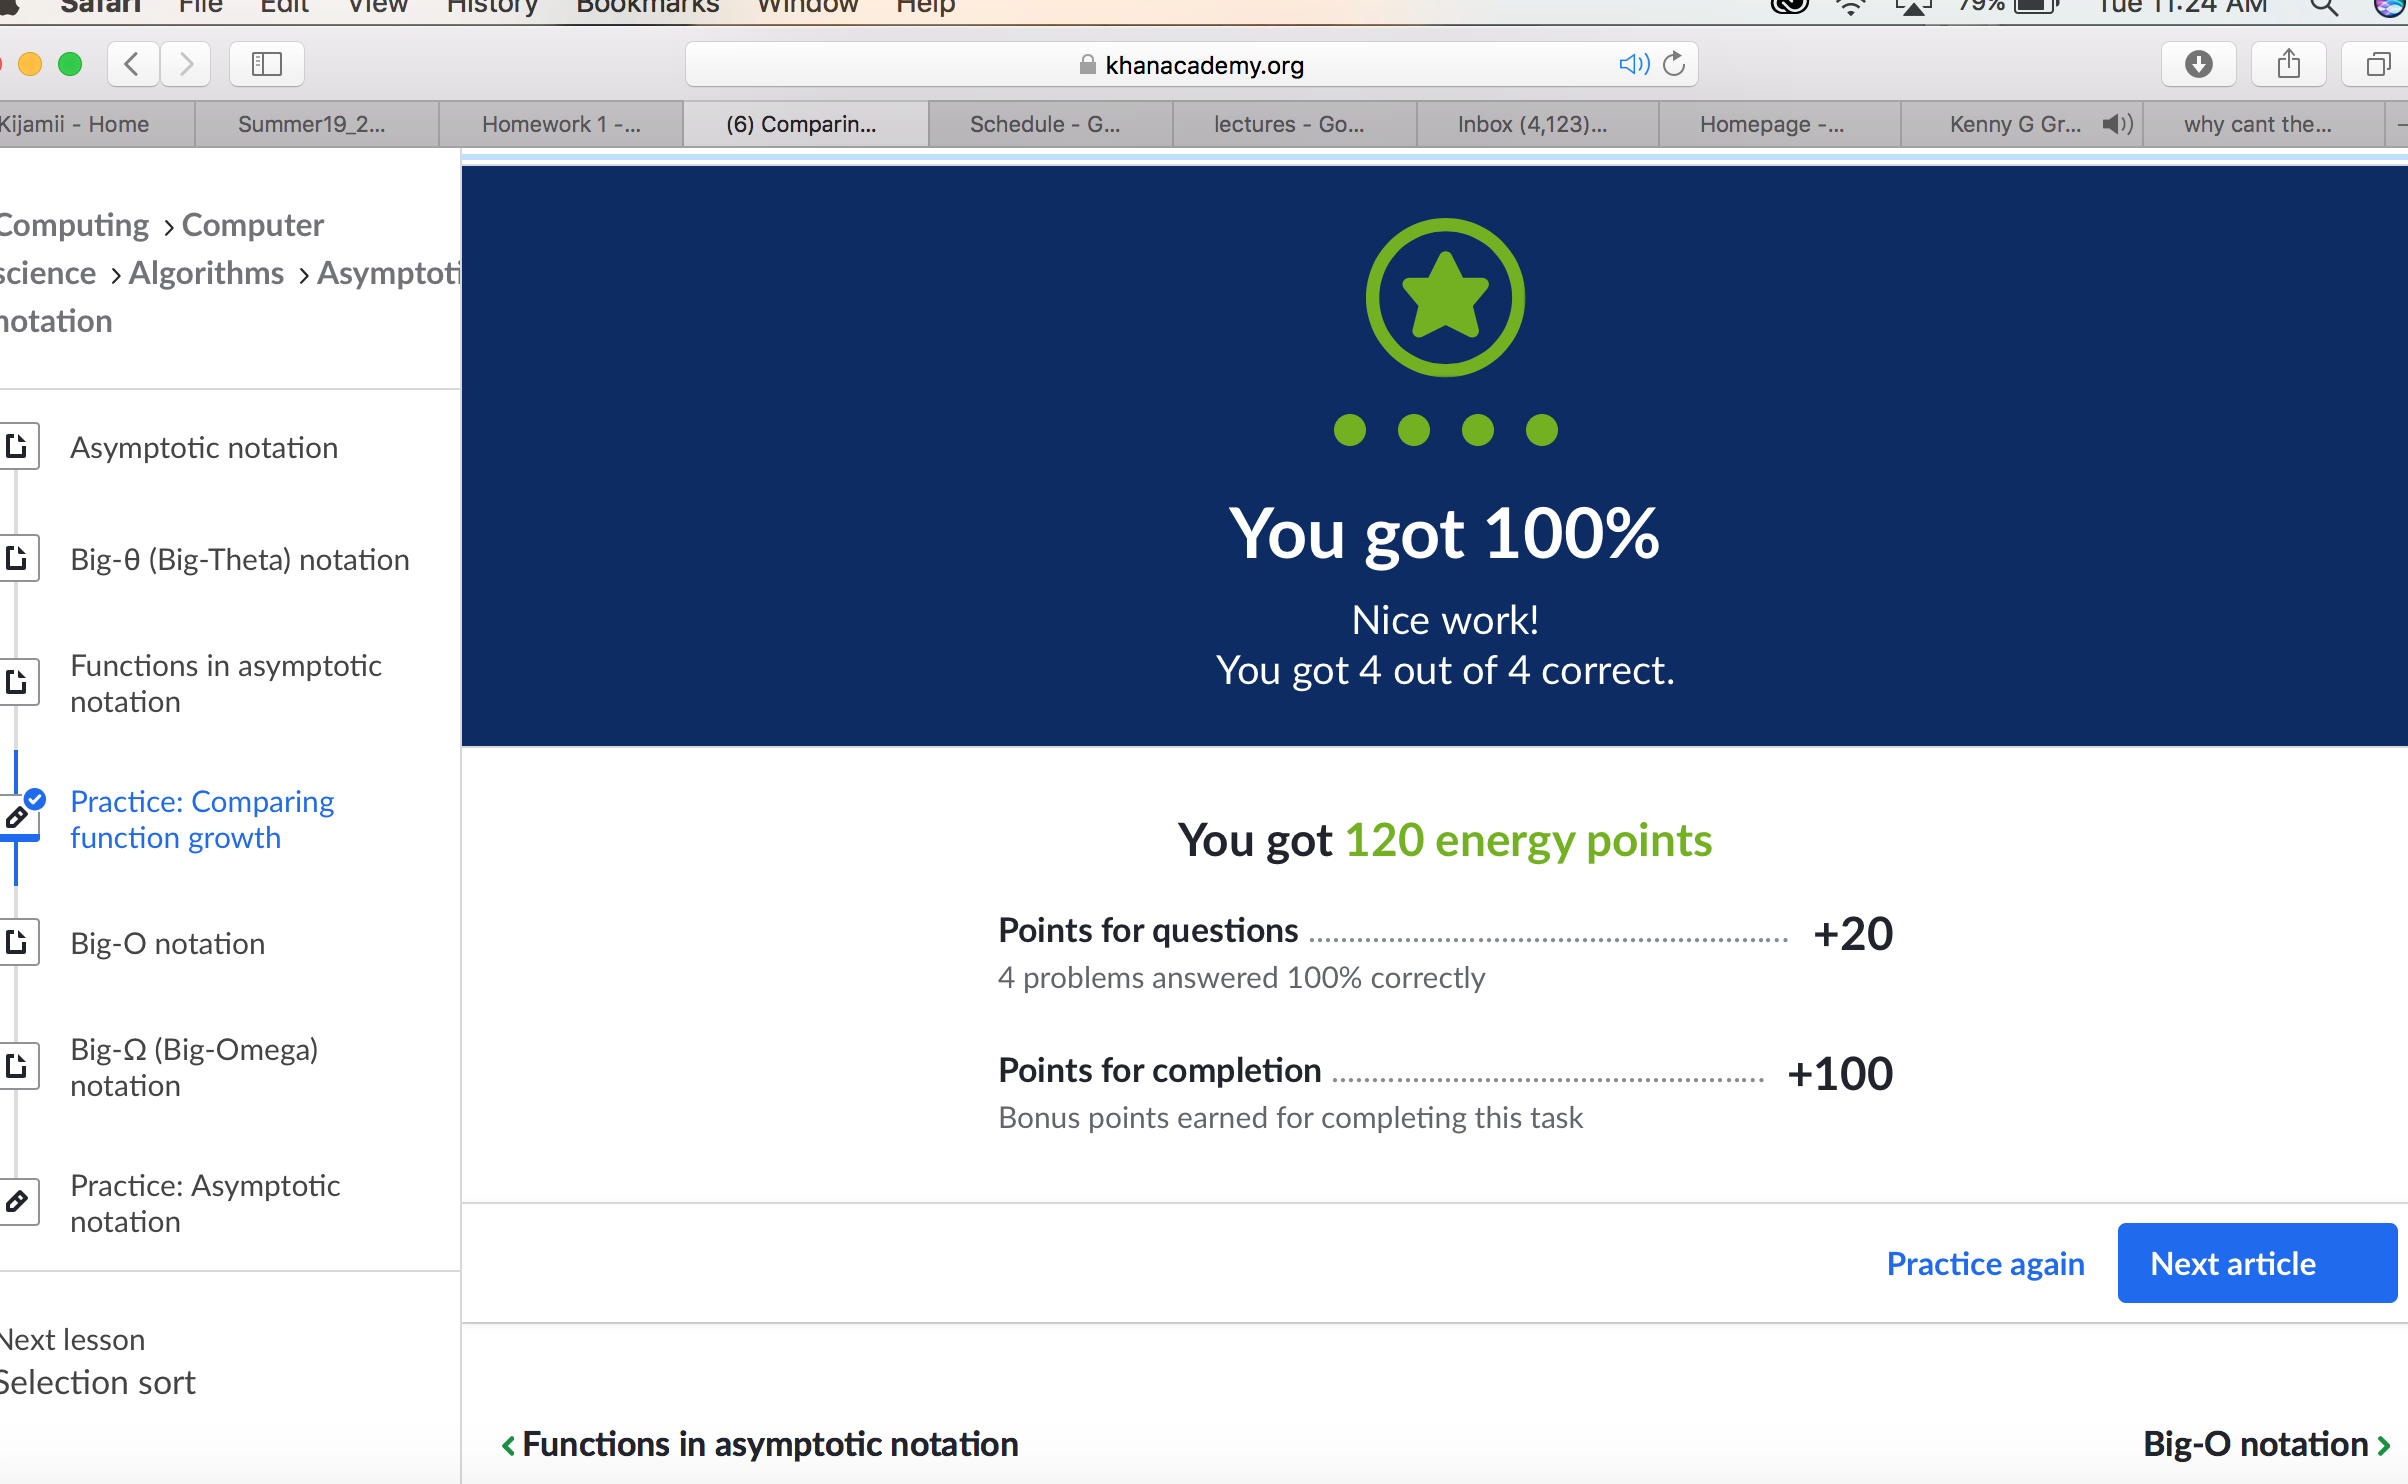 Safari File Edit View History Bookmarks Window Help 79% Tue 11:24 AM
khanacademy.org
Kijamii - Home Summer19_2... Homework 1 -... (6) Comparin... Schedule - G... lectures - Go... Inbox (4,123)... Homepage -... Kenny G Gr... why cant the...
Computing › Computer
science › Algorithms › Asymptoti
notation
Asymptotic notation
Big-θ (Big-Theta) notation
Functions in asymptotic
notation
Practice: Comparing
function growth
Big-O notation
Big-Ω (Big-Omega)
notation
Practice: Asymptotic
notation
Next lesson
Selection sort
You got 100%
Nice work!
You got 4 out of 4 correct.
You got 120 energy points
Points for questions +20
4 problems answered 100% correctly
Points for completion +100
Bonus points earned for completing this task
Practice again Next article
‹ Functions in asymptotic notation Big-O notation ›